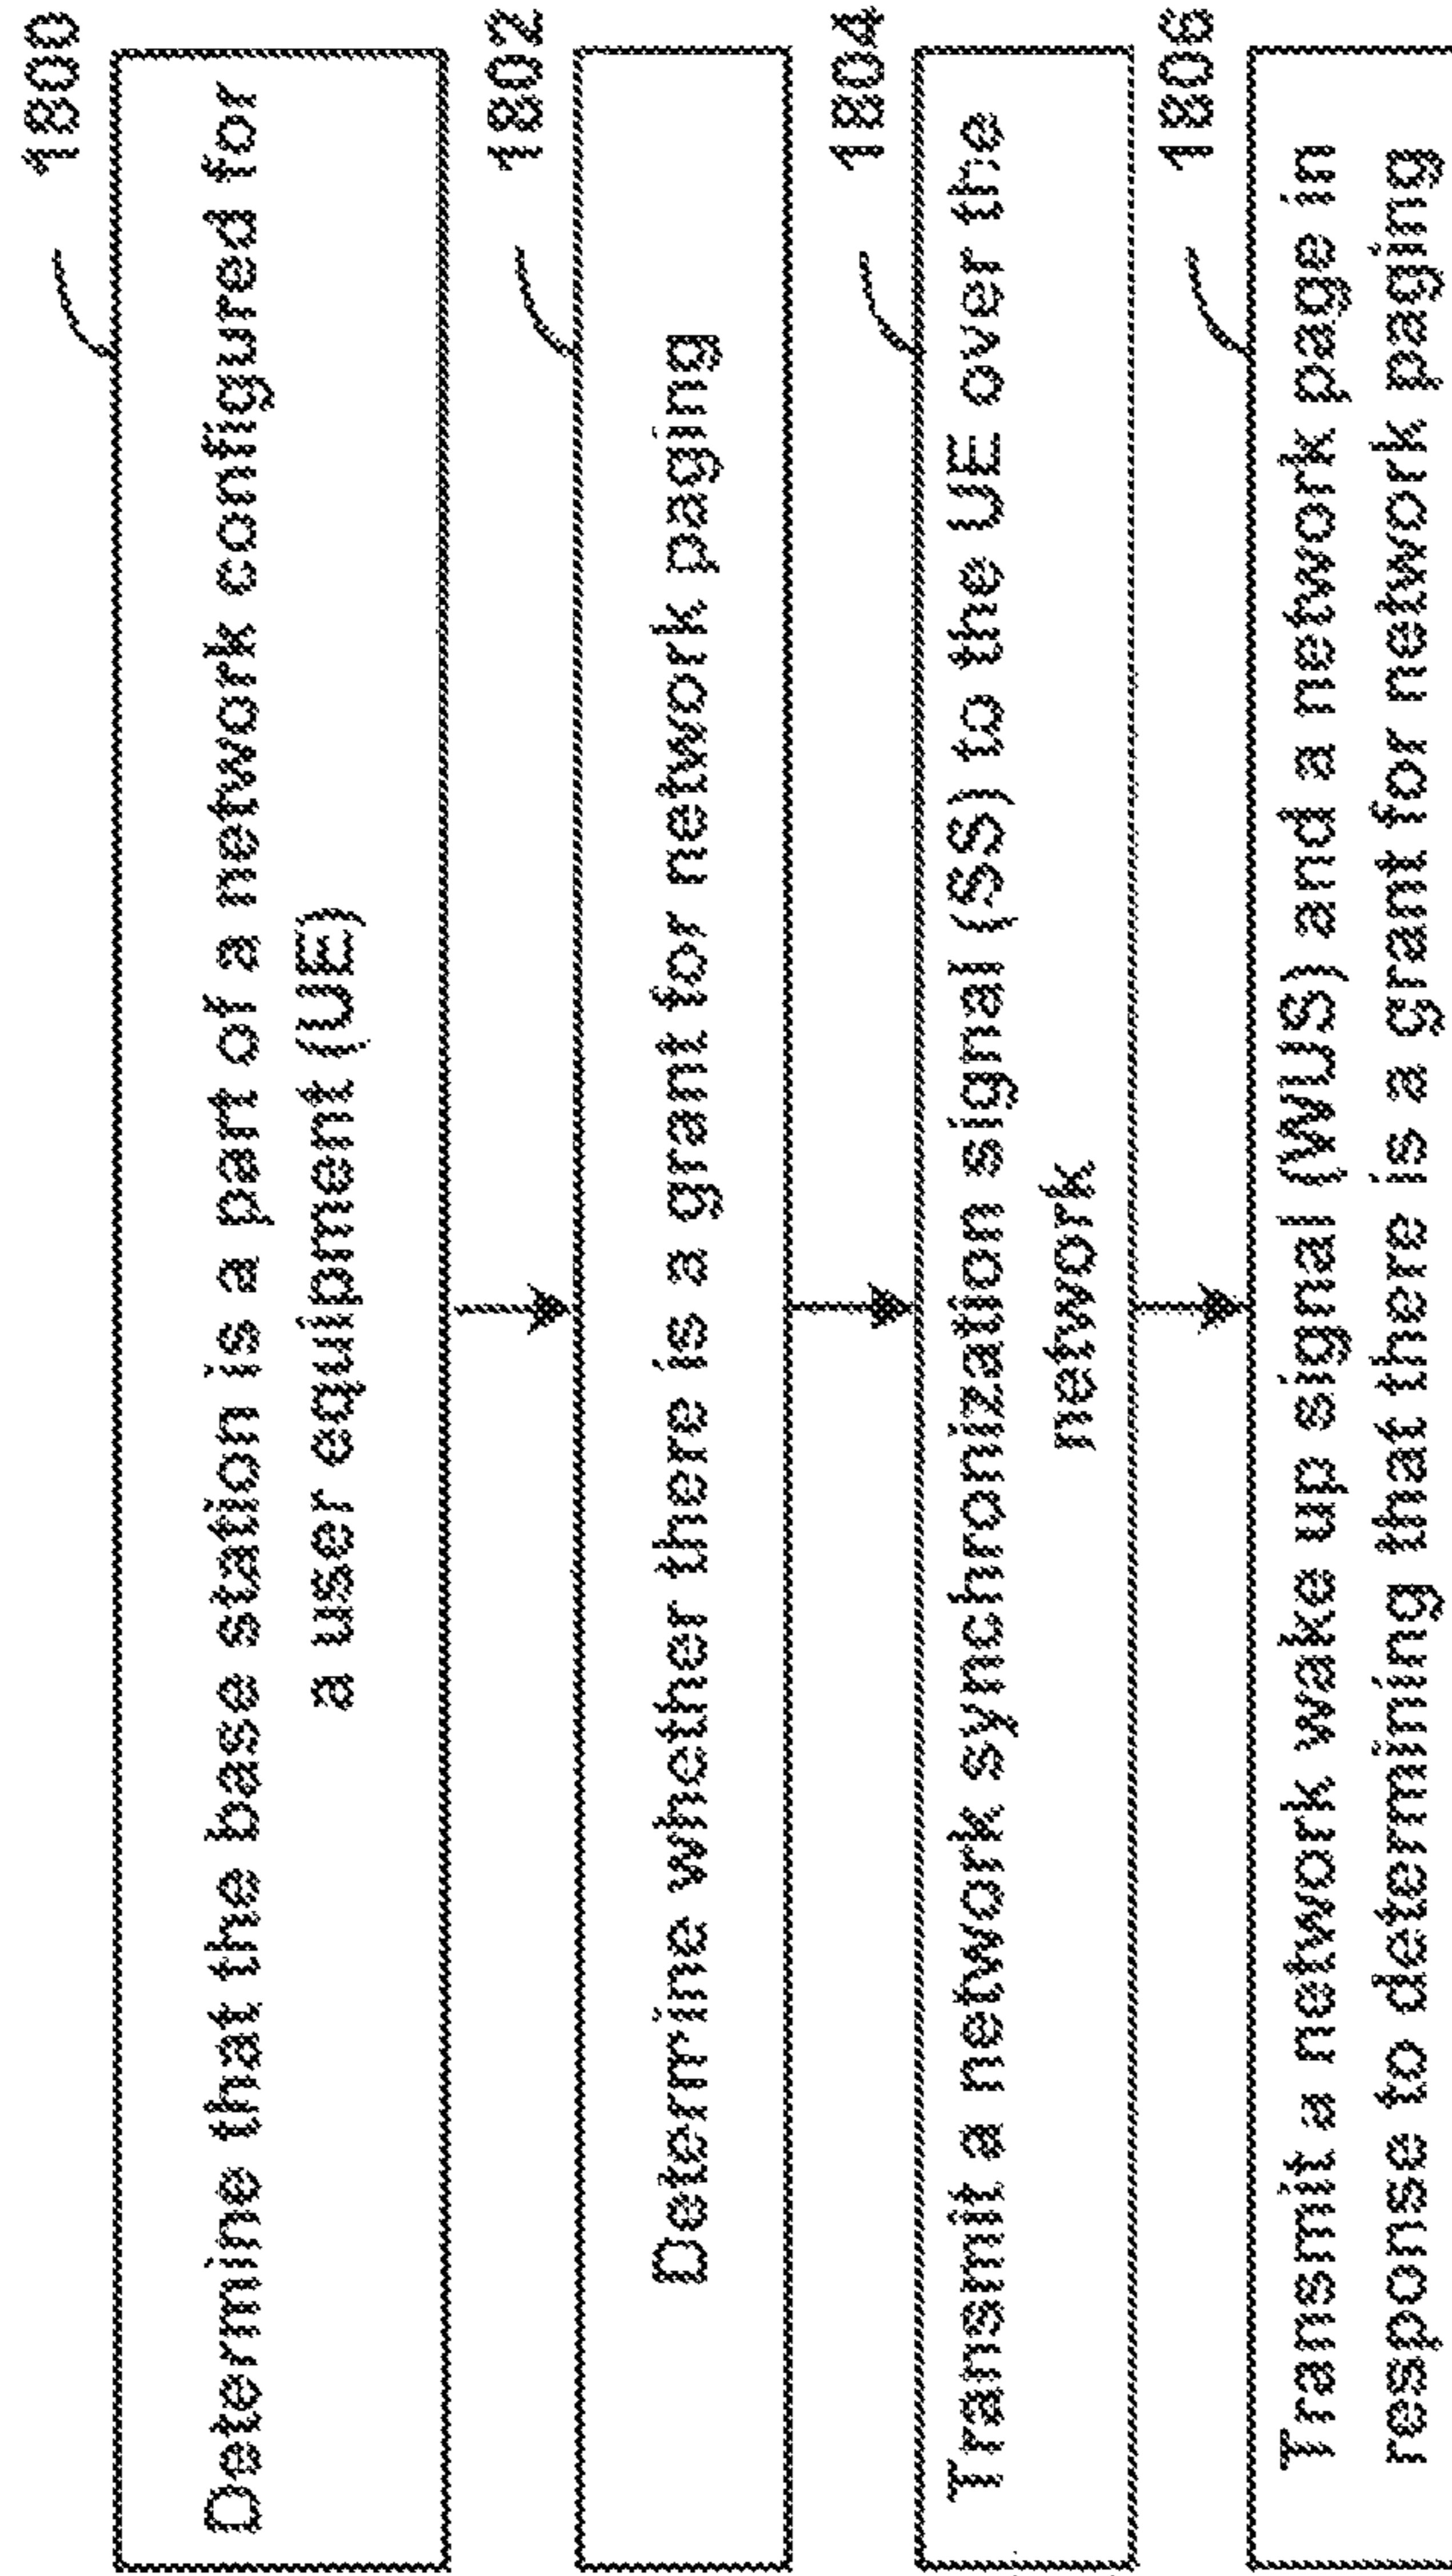 1800
Determine that the base station is a part of a network configured for
a user equipment (UE)
1802
Determine whether there is a grant for network paging
1804
Transmit a network synchronization signal (SS) to the UE over the
network
1806
Transmit a network wake up signal (WUS) and a network page in
response to determining that there is a grant for network paging